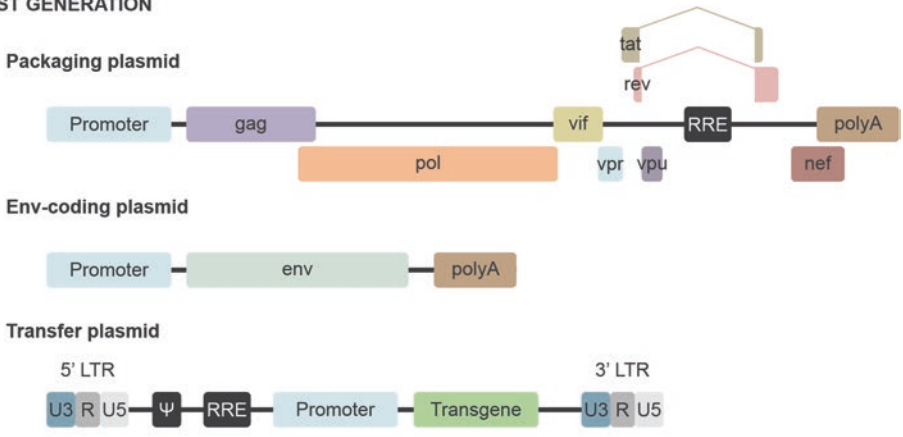 ST GENERATION
Packaging plasmid
tat
rev
Promoter gag vif RRE polyA
pol vpr vpu nef
Env-coding plasmid
Promoter env polyA
Transfer plasmid
5’ LTR 3’ LTR
U3 R U5 Ψ RRE Promoter Transgene U3 R U5